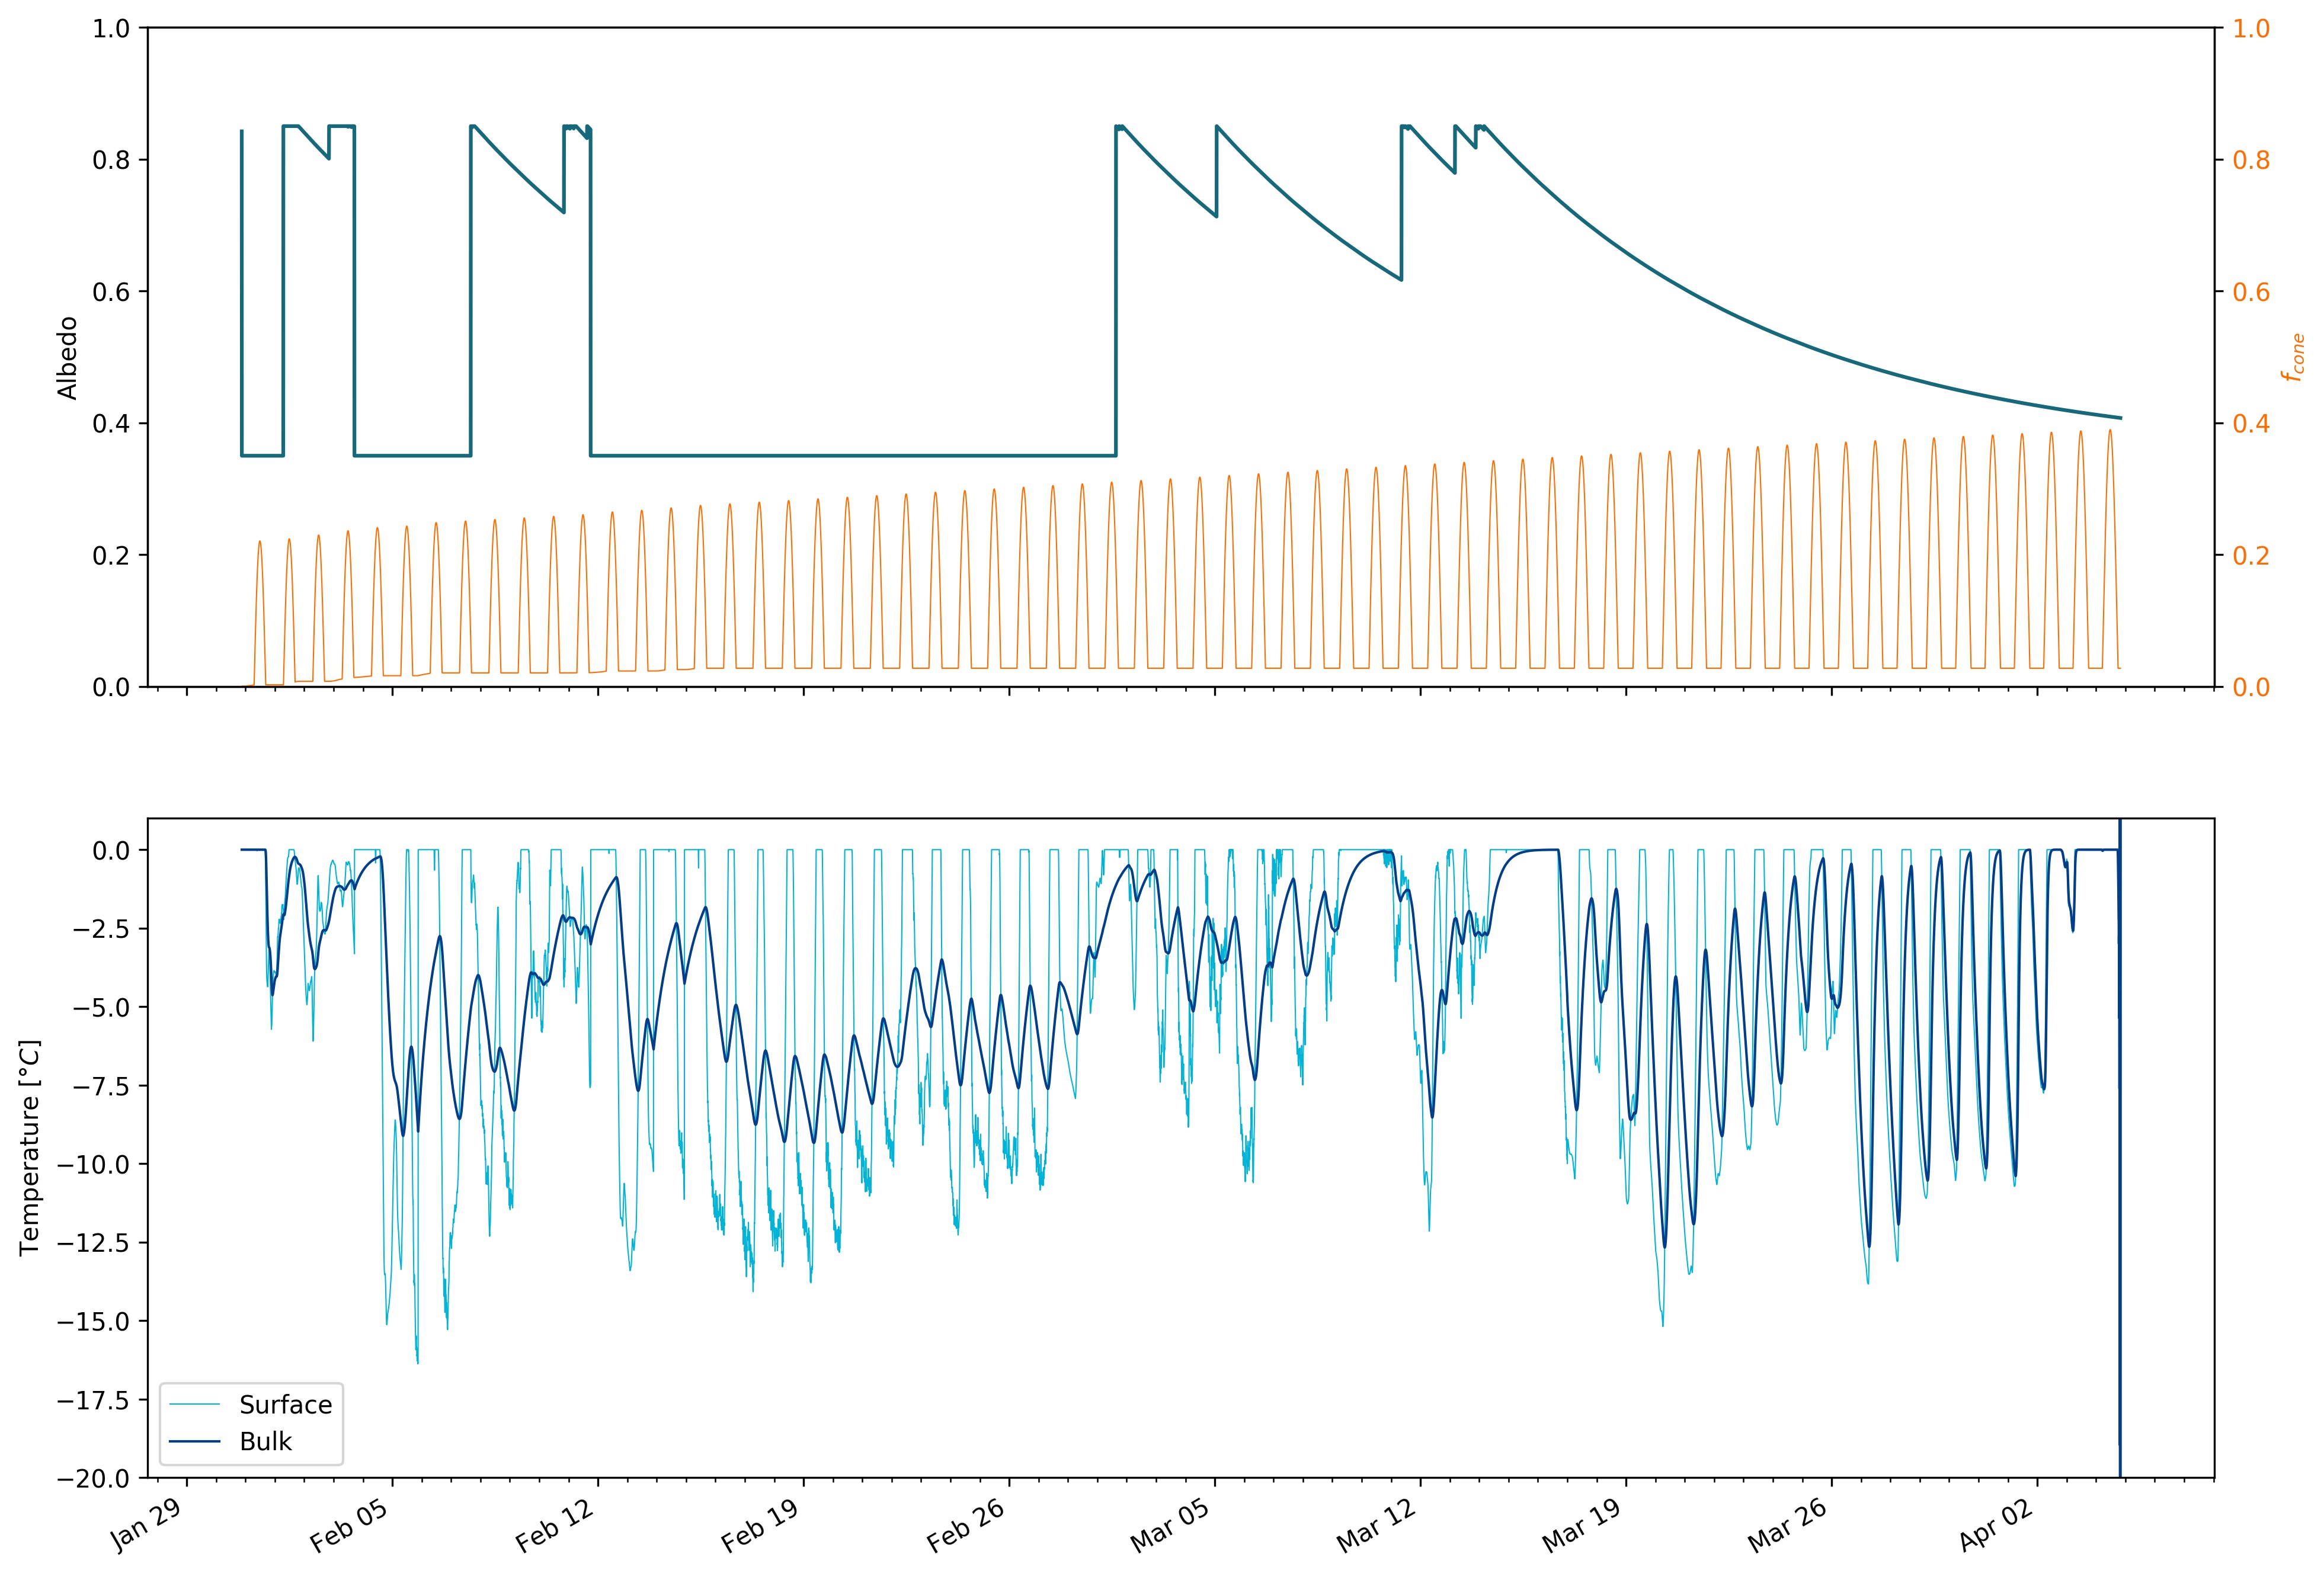 1.0
0.8
0.6
0.4
0.2
0.0
Albedo
1.0
0.8
0.6
0.4
0.2
0.0
f_cone
0.0
−2.5
−5.0
−7.5
−10.0
−12.5
−15.0
−17.5
−20.0
Temperature [°C]
Surface
Bulk
Jan 29
Feb 05
Feb 12
Feb 19
Feb 26
Mar 05
Mar 12
Mar 19
Mar 26
Apr 02